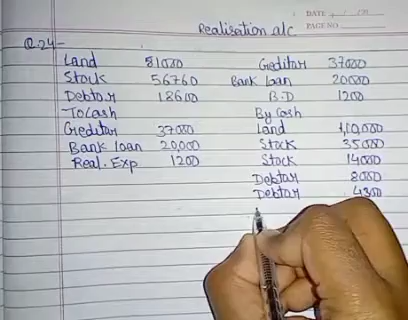 DATE
PAGE NO.
Realisation a/c
Q.24-
Land 81000 Creditor 37000
Stock 56760 Bank loan 20000
Debtor 18600 B.D 1200
To Cash By Cash
Creditor 37000 Land 1,10,000
Bank loan 20,000 Stock 35000
Real. Exp 1200 Stock 14000
Debtor 8000
Debtor 4300